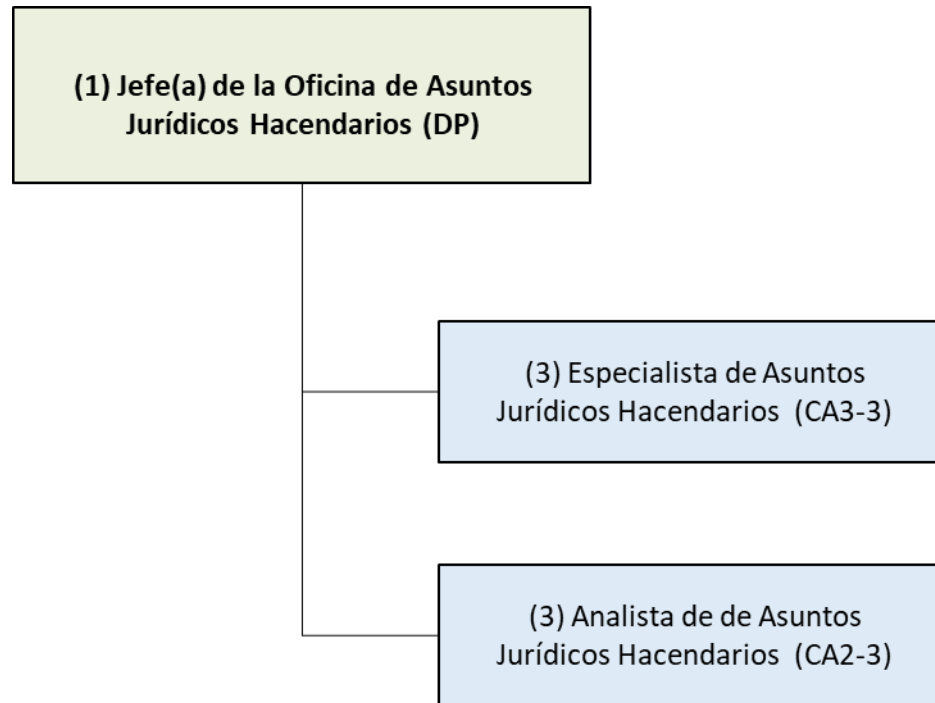 (1) Jefe(a) de la Oficina de Asuntos
Jurídicos Hacendarios (DP)
(3) Especialista de Asuntos
Jurídicos Hacendarios (CA3-3)
(3) Analista de de Asuntos
Jurídicos Hacendarios (CA2-3)